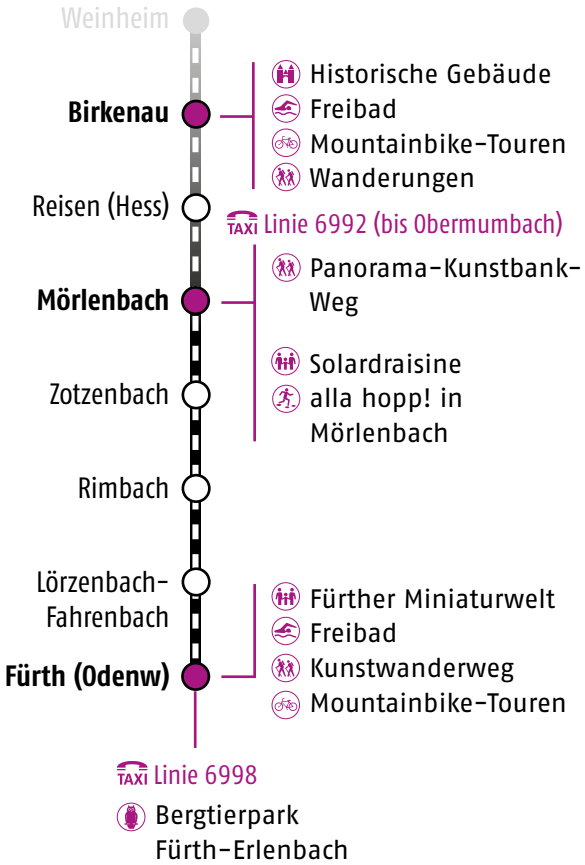 Weinheim
Birkenau
Historische Gebäude
Freibad
Mountainbike-Touren
Wanderungen
Reisen (Hess)
TAXI Linie 6992 (bis Obermumbach)
Mörlenbach
Panorama-Kunstbank-
Weg
Solardraisine
alla hopp! in
Mörlenbach
Zotzenbach
Rimbach
Lörzenbach-
Fahrenbach
Fürth (Odenw)
Fürther Miniaturwelt
Freibad
Kunstwanderweg
Mountainbike-Touren
TAXI Linie 6998
Bergtierpark
Fürth-Erlenbach